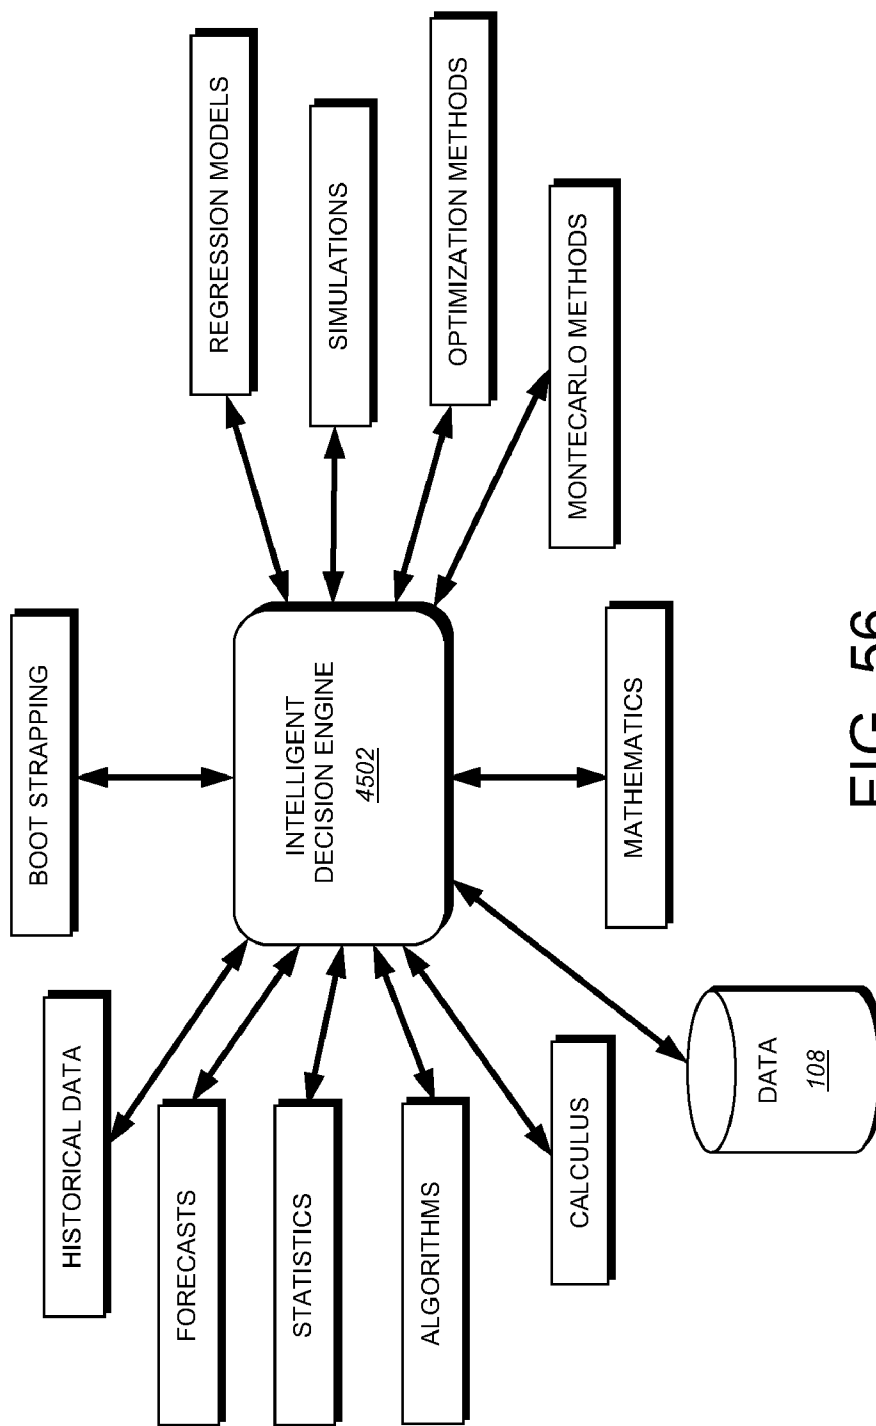 BOOT STRAPPING
HISTORICAL DATA
FORECASTS
STATISTICS
ALGORITHMS
CALCULUS
DATA
108
INTELLIGENT
DECISION ENGINE
4502
MATHEMATICS
REGRESSION MODELS
SIMULATIONS
OPTIMIZATION METHODS
MONTECARLO METHODS
FIG. 56